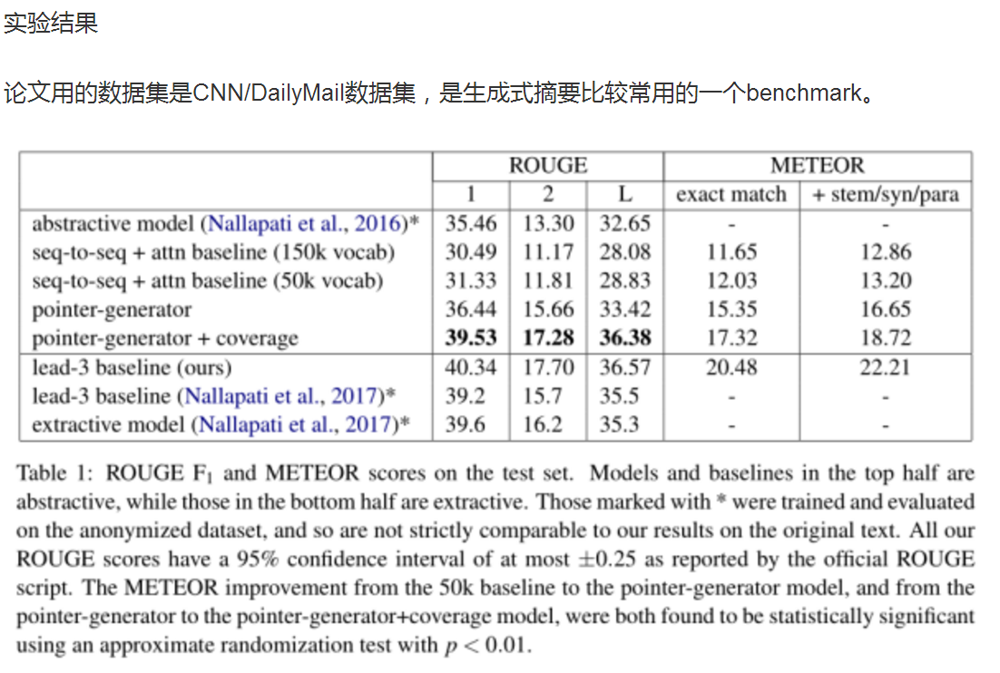 实验结果
论文用的数据集是CNN/DailyMail数据集，是生成式摘要比较常用的一个benchmark。
ROUGE METEOR
1 2 L exact match + stem/syn/para
abstractive model (Nallapati et al., 2016)* 35.46 13.30 32.65 - -
seq-to-seq + attn baseline (150k vocab) 30.49 11.17 28.08 11.65 12.86
seq-to-seq + attn baseline (50k vocab) 31.33 11.81 28.83 12.03 13.20
pointer-generator 36.44 15.66 33.42 15.35 16.65
pointer-generator + coverage 39.53 17.28 36.38 17.32 18.72
lead-3 baseline (ours) 40.34 17.70 36.57 20.48 22.21
lead-3 baseline (Nallapati et al., 2017)* 39.2 15.7 35.5 - -
extractive model (Nallapati et al., 2017)* 39.6 16.2 35.3 - -
Table 1: ROUGE F₁ and METEOR scores on the test set. Models and baselines in the top half are
abstractive, while those in the bottom half are extractive. Those marked with * were trained and evaluated
on the anonymized dataset, and so are not strictly comparable to our results on the original text. All our
ROUGE scores have a 95% confidence interval of at most ±0.25 as reported by the official ROUGE
script. The METEOR improvement from the 50k baseline to the pointer-generator model, and from the
pointer-generator to the pointer-generator+coverage model, were both found to be statistically significant
using an approximate randomization test with p < 0.01.